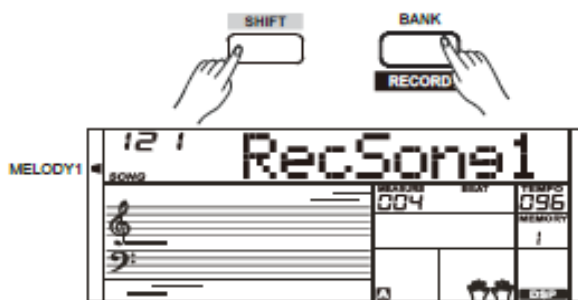 SHIFT
BANK
RECORD
121
RecSong1
MELODY1
SONG
MEASURE
BEAT
TEMPO
004
096
MEMORY
1
A
DSP